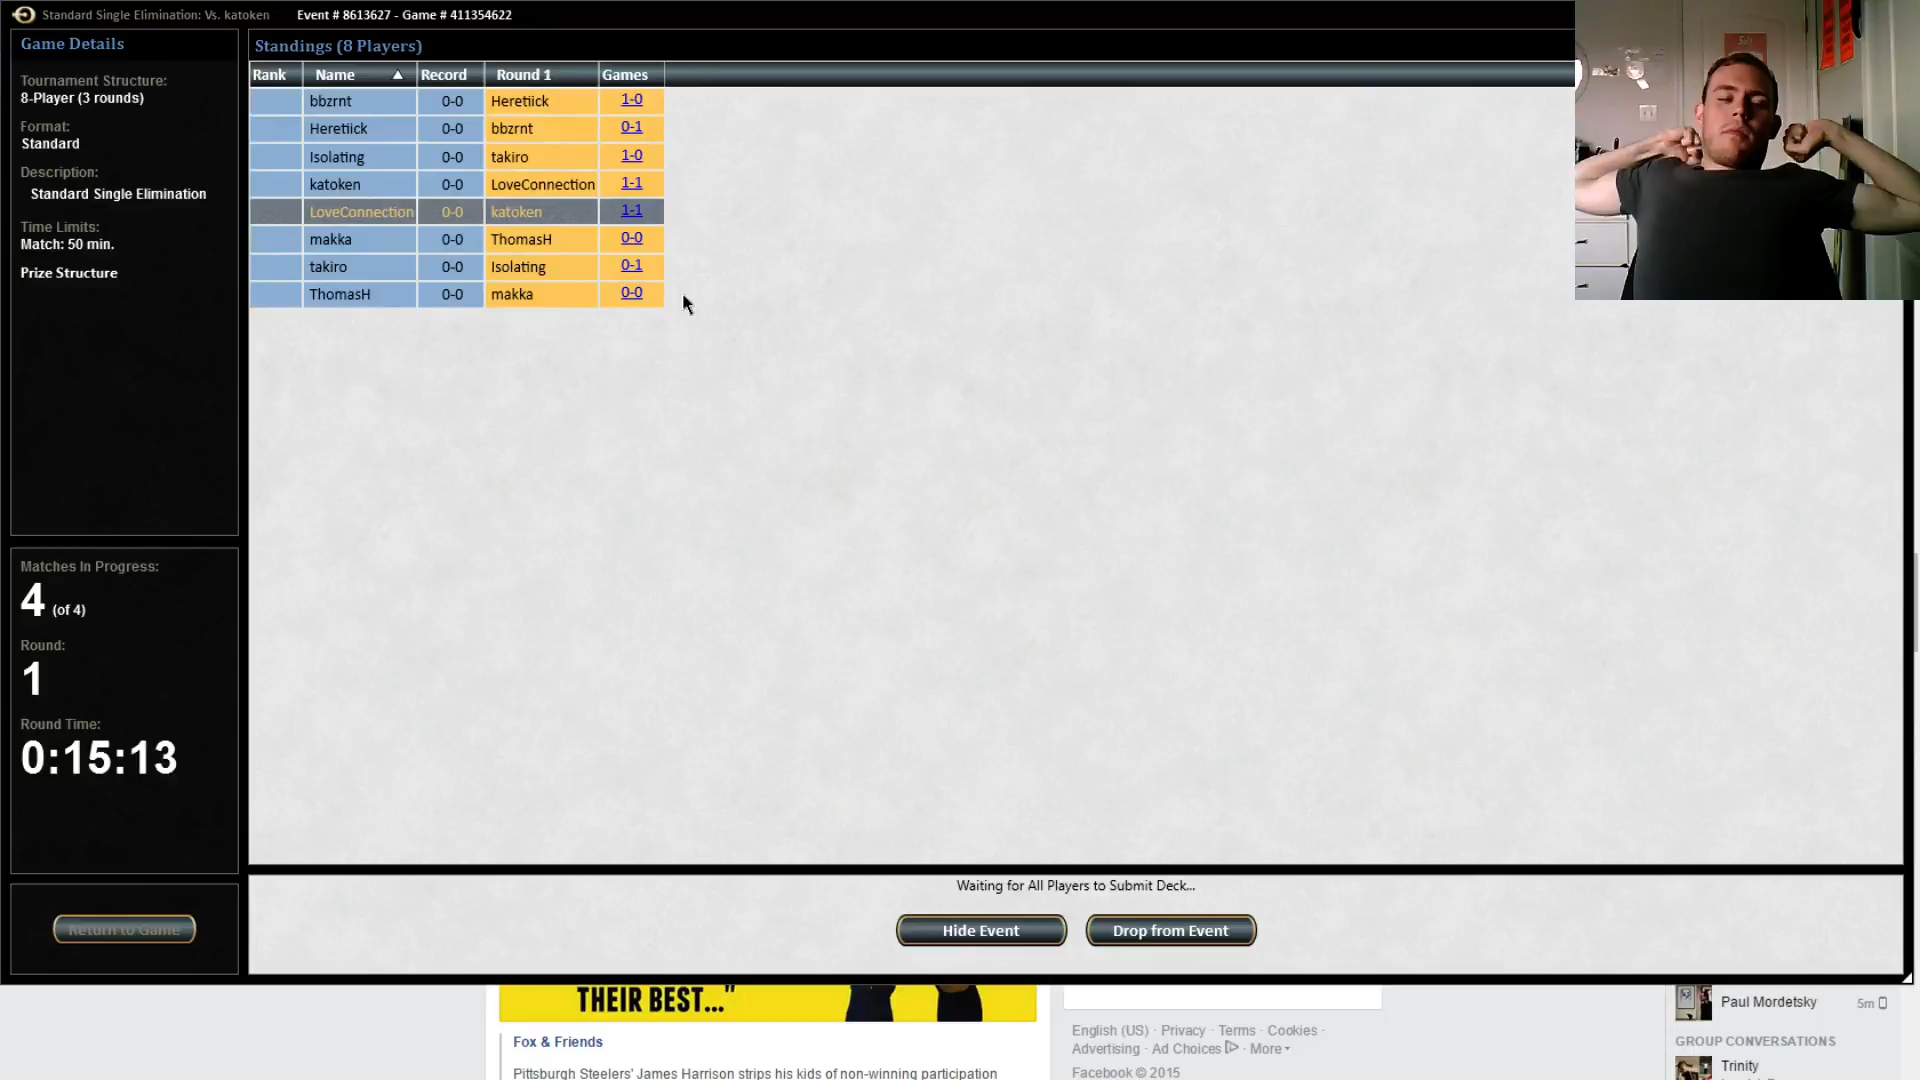 Standard Single Elimination: Vs. katoken
Event # 8613627 - Game # 411354622
Game Details
Tournament Structure:
8-Player (3 rounds)
Format:
Standard
Description:
Standard Single Elimination
Time Limits:
Match: 50 min.
Prize Structure
Standings (8 Players)
Rank Name ▲ Record Round 1 Games
bbzrnt 0-0 Heretiick 1-0
Heretiick 0-0 bbzrnt 0-1
Isolating 0-0 takiro 1-0
katoken 0-0 LoveConnection 1-1
LoveConnection 0-0 katoken 1-1
makka 0-0 ThomasH 0-0
takiro 0-0 Isolating 0-1
ThomasH 0-0 makka 0-0
Matches In Progress:
4 (of 4)
Round:
1
Round Time:
0:15:13
Return to Game
Waiting for All Players to Submit Deck...
Hide Event
Drop from Event
THEIR BEST..."
Fox & Friends
Pittsburgh Steelers' James Harrison strips his kids of non-winning participation
English (US) · Privacy · Terms · Cookies ·
Advertising · Ad Choices · More
Facebook © 2015
Paul Mordetsky 5m
GROUP CONVERSATIONS
Trinity